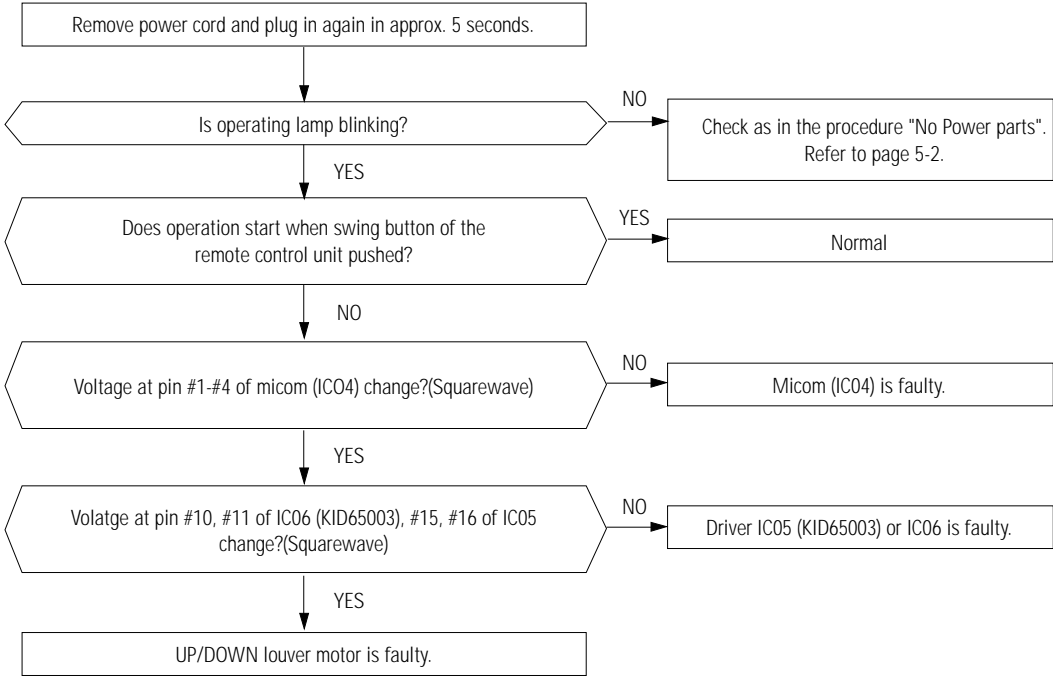 Remove power cord and plug in again in approx. 5 seconds.
Is operating lamp blinking?
NO
Check as in the procedure "No Power parts".
Refer to page 5-2.
YES
Does operation start when swing button of the
remote control unit pushed?
YES
Normal
NO
Voltage at pin #1-#4 of micom (ICO4) change?(Squarewave)
NO
Micom (IC04) is faulty.
YES
Volatge at pin #10, #11 of IC06 (KID65003), #15, #16 of IC05
change?(Squarewave)
NO
Driver IC05 (KID65003) or IC06 is faulty.
YES
UP/DOWN louver motor is faulty.